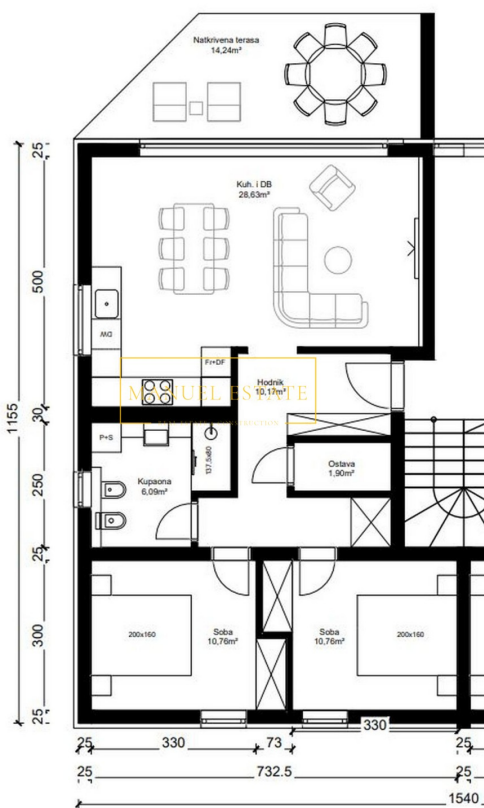 Natkrivena terasa
14,24m²
Kuh. i DB
28,63m²
DW
Fr+DF
Hodnik
10,17m²
MANUEL ESTATE
P+S
137,5x80
Kupaona
6,09m²
Ostava
1,90m²
200x160
Soba
10,76m²
Soba
10,76m²
200x160
25
500
30
250
25
300
25
1155
330
25
330
73
25
25
732.5
25
1540